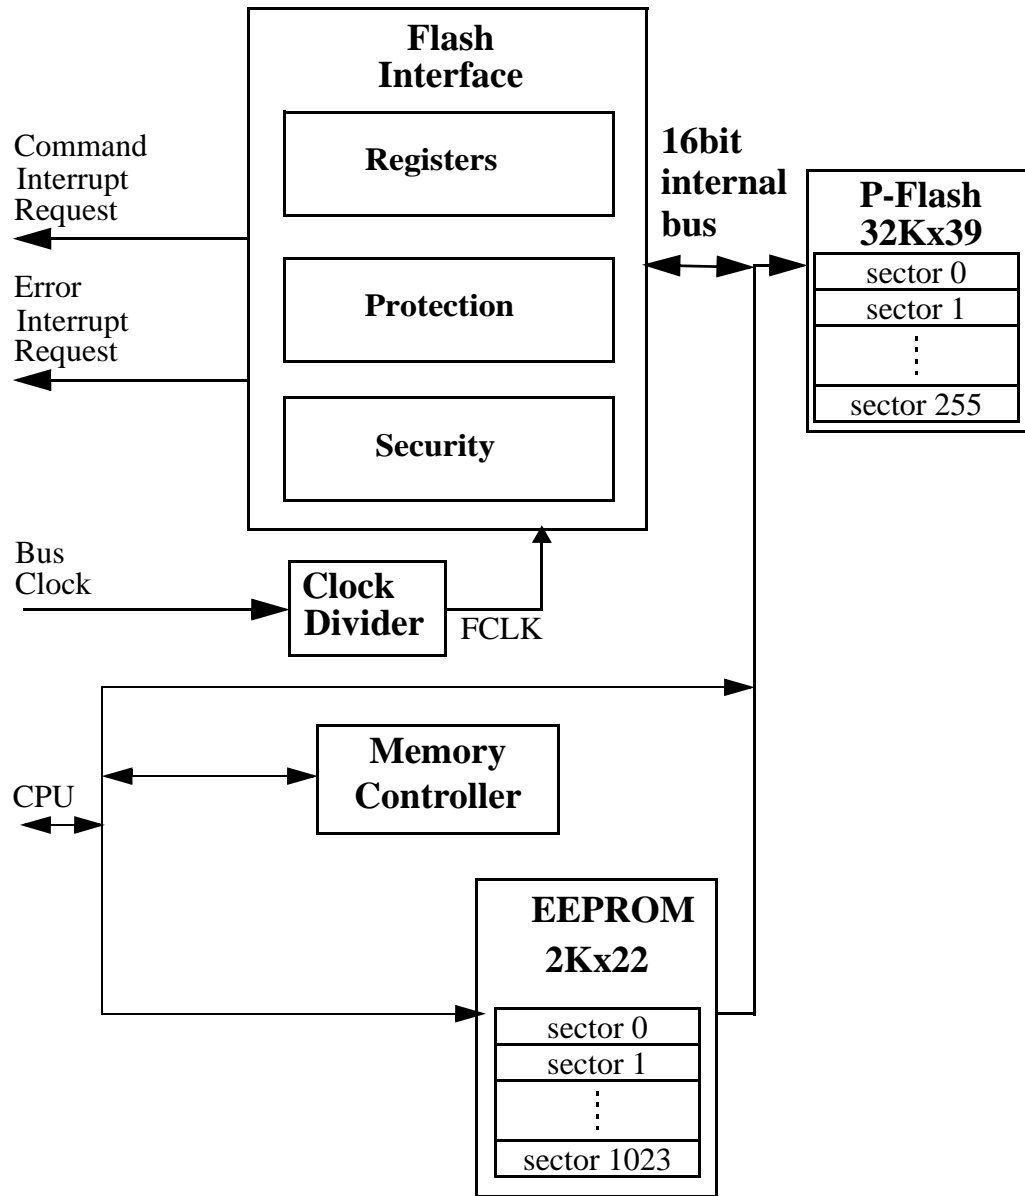 Flash
Interface
Registers
Protection
Security
Command
Interrupt
Request
Error
Interrupt
Request
16bit
internal
bus
P-Flash
32Kx39
sector 0
sector 1
sector 255
Bus
Clock
Clock
Divider
FCLK
Memory
Controller
CPU
EEPROM
2Kx22
sector 0
sector 1
sector 1023